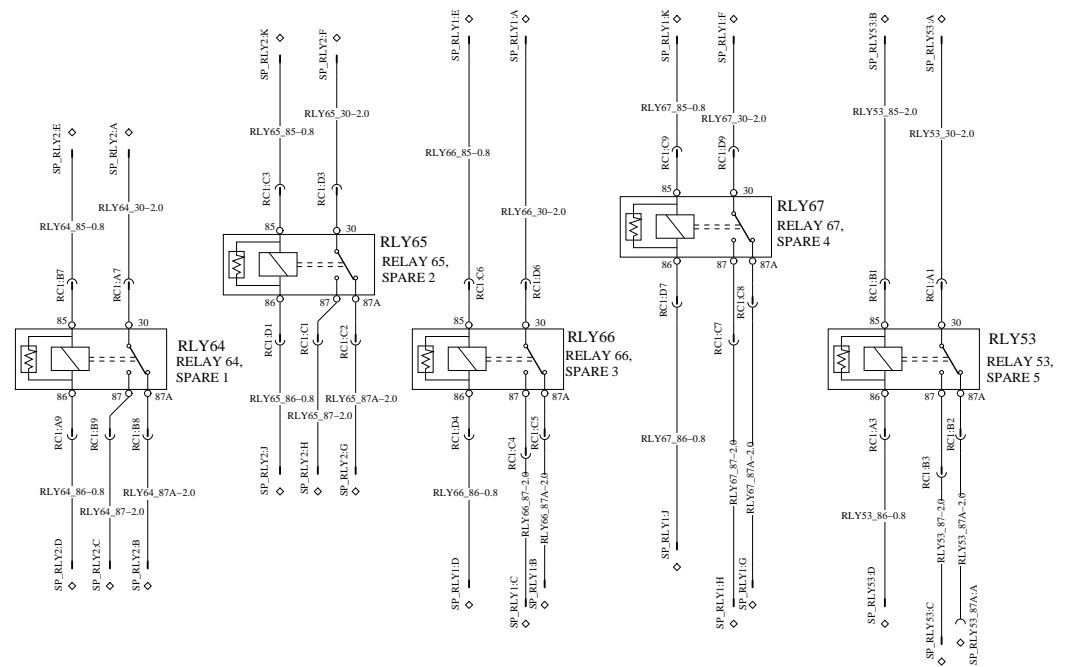 SP_RLY2:E
SP_RLY2:A
RLY64_85-0.8
RLY64_30-2.0
RC1:B7
RC1:A7
85
30
RLY64
RELAY 64,
SPARE 1
86
87
87A
RC1:A9
RC1:B9
RC1:B8
RLY64_86-0.8
RLY64_87-2.0
RLY64_87A-2.0
SP_RLY2:D
SP_RLY2:C
SP_RLY2:B
SP_RLY2:K
SP_RLY2:F
RLY65_85-0.8
RLY65_30-2.0
RC1:C3
RC1:D3
85
30
RLY65
RELAY 65,
SPARE 2
86
87
87A
RC1:D1
RC1:C1
RC1:C2
RLY65_86-0.8
RLY65_87-2.0
RLY65_87A-2.0
SP_RLY2:J
SP_RLY2:H
SP_RLY2:G
SP_RLY1:E
SP_RLY1:A
RLY66_85-0.8
RLY66_30-2.0
RC1:C6
RC1:D6
85
30
RLY66
RELAY 66,
SPARE 3
86
87
87A
RC1:D4
RC1:C4
RC1:C5
RLY66_86-0.8
RLY66_87-2.0
RLY66_87A-2.0
SP_RLY1:D
SP_RLY1:C
SP_RLY1:B
SP_RLY1:K
SP_RLY1:F
RLY67_85-0.8
RLY67_30-2.0
RC1:C9
RC1:D9
85
30
RLY67
RELAY 67,
SPARE 4
86
87
87A
RC1:D7
RC1:C7
RC1:C8
RLY67_86-0.8
RLY67_87-2.0
RLY67_87A-2.0
SP_RLY1:J
SP_RLY1:H
SP_RLY1:G
SP_RLY53:B
SP_RLY53:A
RLY53_85-2.0
RLY53_30-2.0
RC1:B1
RC1:A1
85
30
RLY53
RELAY 53,
SPARE 5
86
87
87A
RC1:A3
RC1:B3
RC1:B2
RLY53_86-0.8
RLY53_87-2.0
RLY53_87A-2.0
SP_RLY53:D
SP_RLY53:C
SP_RLY53_87A:A